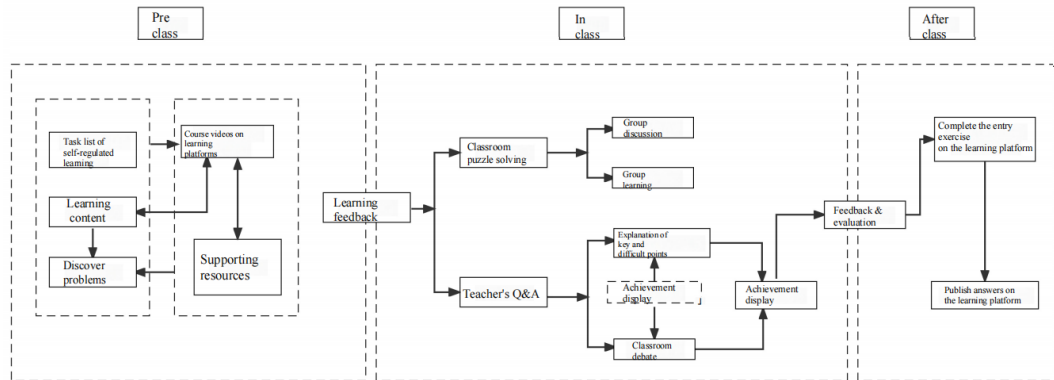 Pre
class
In
class
After
class
Task list of
self-regulated
learning
Course videos on
learning
platforms
Learning
content
Discover
problems
Supporting
resources
Learning
feedback
Classroom
puzzle solving
Group
discussion
Group
learning
Teacher's Q&A
Explanation of
key and
difficult points
Achievement
display
Classroom
debate
Achievement
display
Feedback &
evaluation
Complete the entry
exercise
on the learning platform
Publish answers on
the learning platform